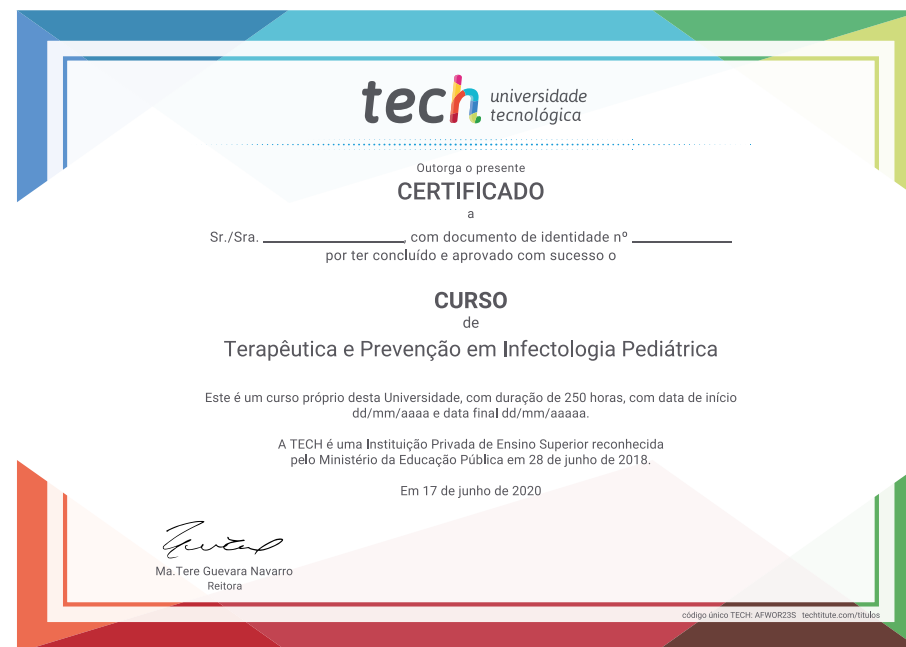 tech universidade
tecnológica
Outorga o presente
CERTIFICADO
a
Sr./Sra. ____________, com documento de identidade nº ____________
por ter concluído e aprovado com sucesso o
CURSO
de
Terapêutica e Prevenção em Infectologia Pediátrica
Este é um curso próprio desta Universidade, com duração de 250 horas, com data de início
dd/mm/aaaa e data final dd/mm/aaaaa.
A TECH é uma Instituição Privada de Ensino Superior reconhecida
pelo Ministério da Educação Pública em 28 de junho de 2018.
Em 17 de junho de 2020
Ma.Tere Guevara Navarro
Reitora
código único TECH: AFWOR23S techtitute.com/titulos